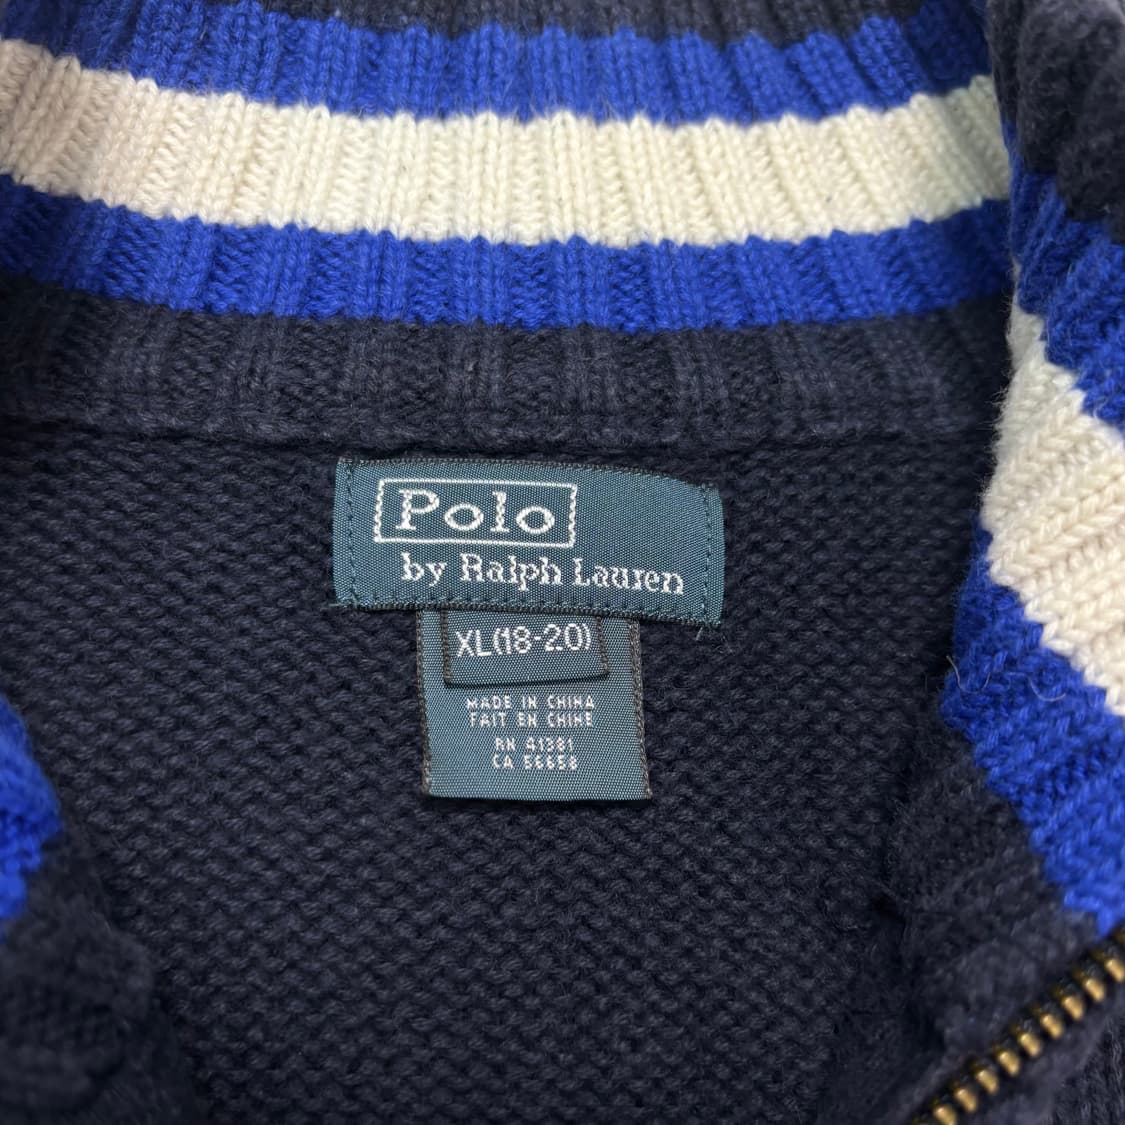 Polo
by Ralph Lauren
XL(18-20)
MADE IN CHINA
FAIT EN CHINE
RN 41381
CA 56658